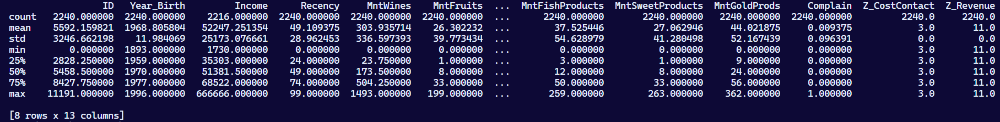 ID Year_Birth Income Recency MntWines MntFruits ... MntFishProducts MntSweetProducts MntGoldProds Complain Z_CostContact Z_Revenue
count 2240.000000 2240.000000 2216.000000 2240.000000 2240.000000 2240.000000 ... 2240.000000 2240.000000 2240.000000 2240.000000 2240.0 2240.0
mean 5592.159821 1968.805804 52247.251354 49.109375 303.935714 26.302232 ... 37.525446 27.062946 44.021875 0.009375 3.0 11.0
std 3246.662198 11.984069 25173.076661 28.962453 336.597393 39.773434 ... 54.628979 41.280498 52.167439 0.096391 0.0 0.0
min 0.000000 1893.000000 1730.000000 0.000000 0.000000 0.000000 ... 0.000000 0.000000 0.000000 0.000000 3.0 11.0
25% 2828.250000 1959.000000 35303.000000 24.000000 23.750000 1.000000 ... 3.000000 1.000000 9.000000 0.000000 3.0 11.0
50% 5458.500000 1970.000000 51381.500000 49.000000 173.500000 8.000000 ... 12.000000 8.000000 24.000000 0.000000 3.0 11.0
75% 8427.750000 1977.000000 68522.000000 74.000000 504.250000 33.000000 ... 50.000000 33.000000 56.000000 0.000000 3.0 11.0
max 11191.000000 1996.000000 666666.000000 99.000000 1493.000000 199.000000 ... 259.000000 263.000000 362.000000 1.000000 3.0 11.0
[8 rows x 13 columns]